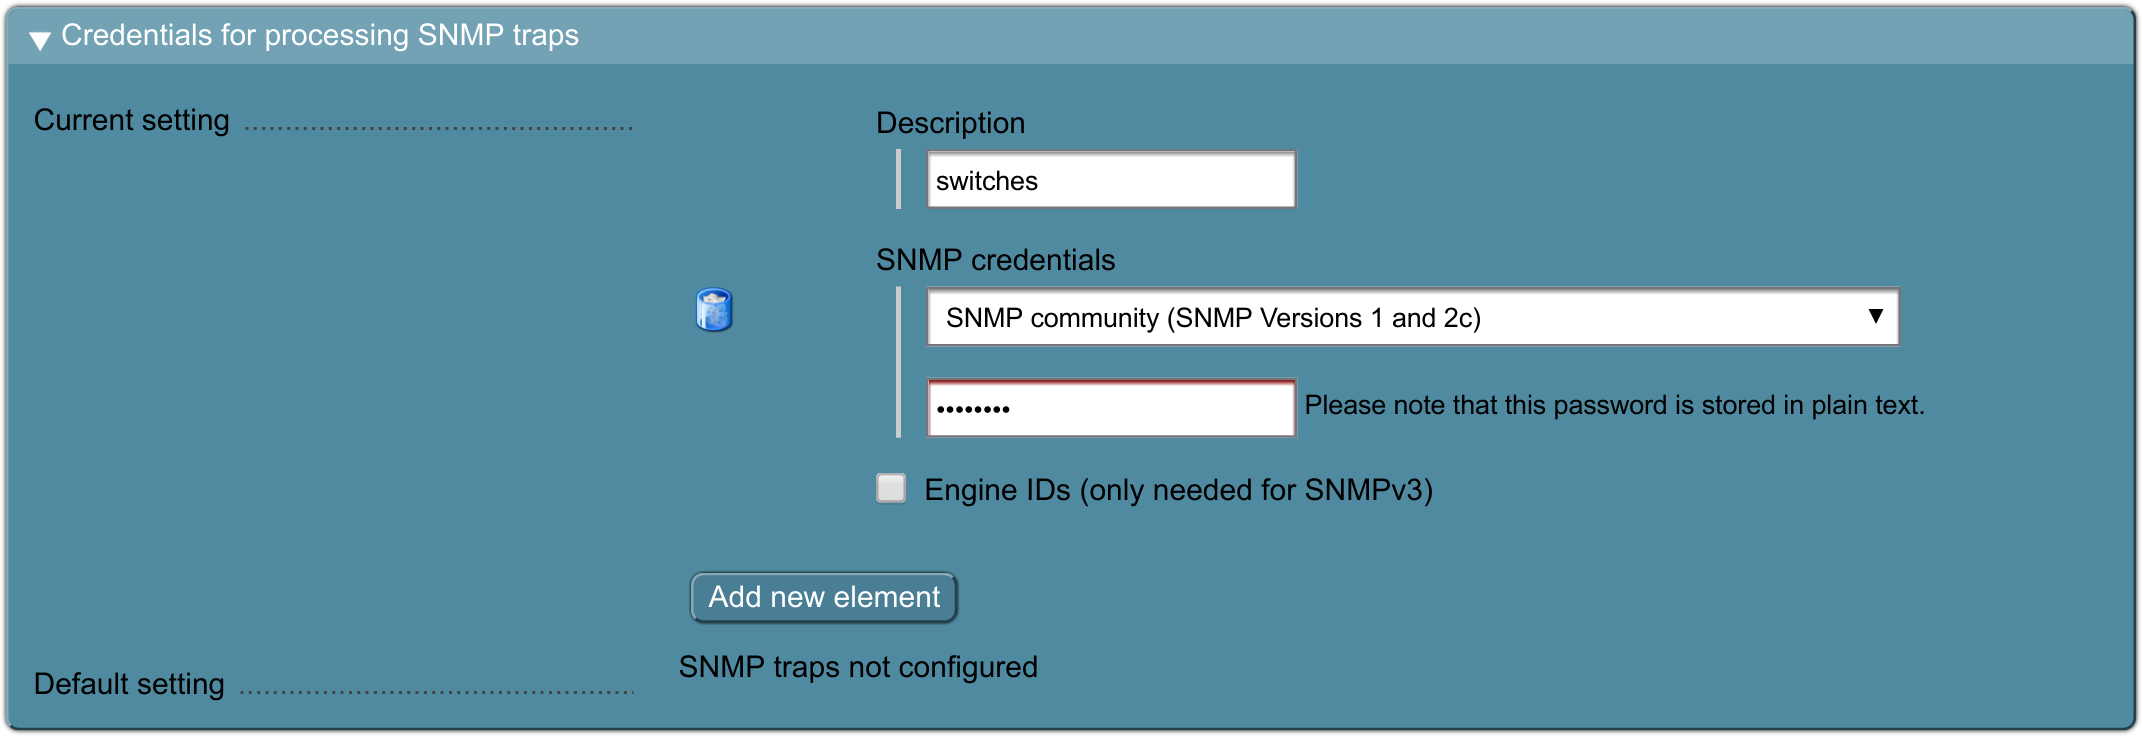 Credentials for processing SNMP traps
Current setting
Description
switches
SNMP credentials
SNMP community (SNMP Versions 1 and 2c)
•••••••• Please note that this password is stored in plain text.
Engine IDs (only needed for SNMPv3)
Add new element
Default setting
SNMP traps not configured